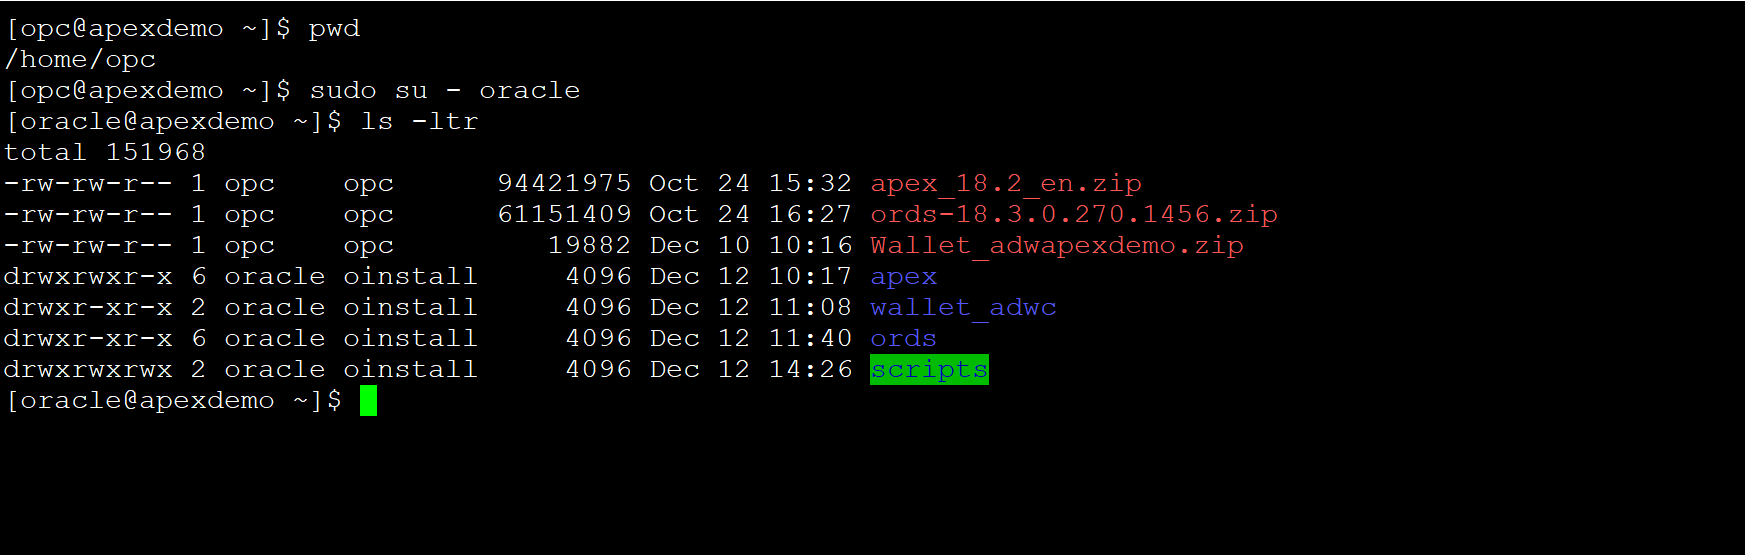 [opc@apexdemo ~]$ pwd
/home/opc
[opc@apexdemo ~]$ sudo su - oracle
[oracle@apexdemo ~]$ ls -ltr
total 151968
-rw-rw-r-- 1 opc    opc      94421975 Oct 24 15:32 apex_18.2_en.zip
-rw-rw-r-- 1 opc    opc      61151409 Oct 24 16:27 ords-18.3.0.270.1456.zip
-rw-rw-r-- 1 opc    opc         19882 Dec 10 10:16 Wallet_adwapexdemo.zip
drwxrwxr-x 6 oracle oinstall     4096 Dec 12 10:17 apex
drwxr-xr-x 2 oracle oinstall     4096 Dec 12 11:08 wallet_adwc
drwxr-xr-x 6 oracle oinstall     4096 Dec 12 11:40 ords
drwxrwxrwx 2 oracle oinstall     4096 Dec 12 14:26 scripts
[oracle@apexdemo ~]$